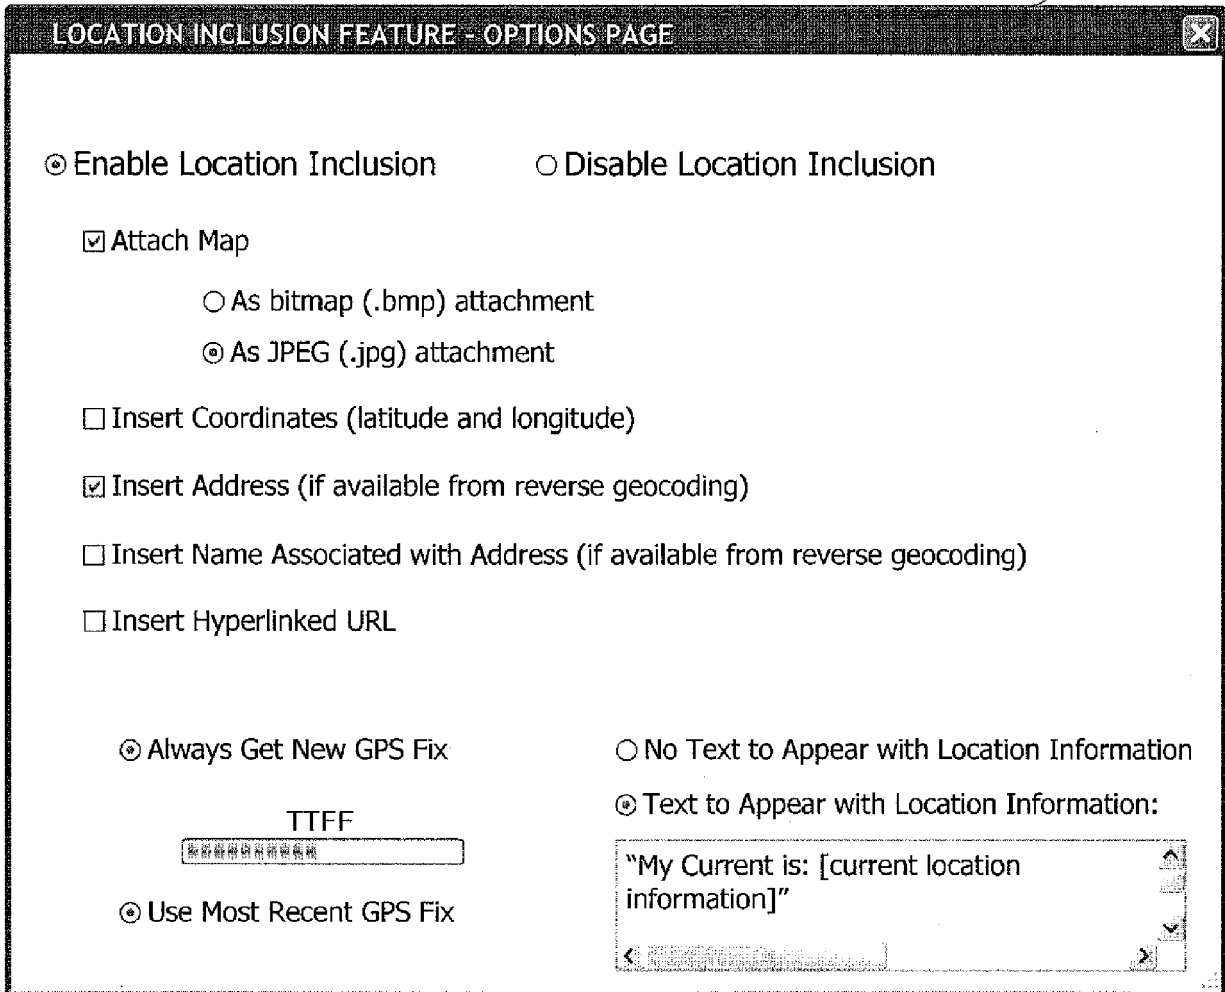 LOCATION INCLUSION FEATURE - OPTIONS PAGE
Enable Location Inclusion
Disable Location Inclusion
Attach Map
As bitmap (.bmp) attachment
As JPEG (.jpg) attachment
Insert Coordinates (latitude and longitude)
Insert Address (if available from reverse geocoding)
Insert Name Associated with Address (if available from reverse geocoding)
Insert Hyperlinked URL
Always Get New GPS Fix
TTFF
Use Most Recent GPS Fix
No Text to Appear with Location Information
Text to Appear with Location Information:
“My Current is: [current location
information]”